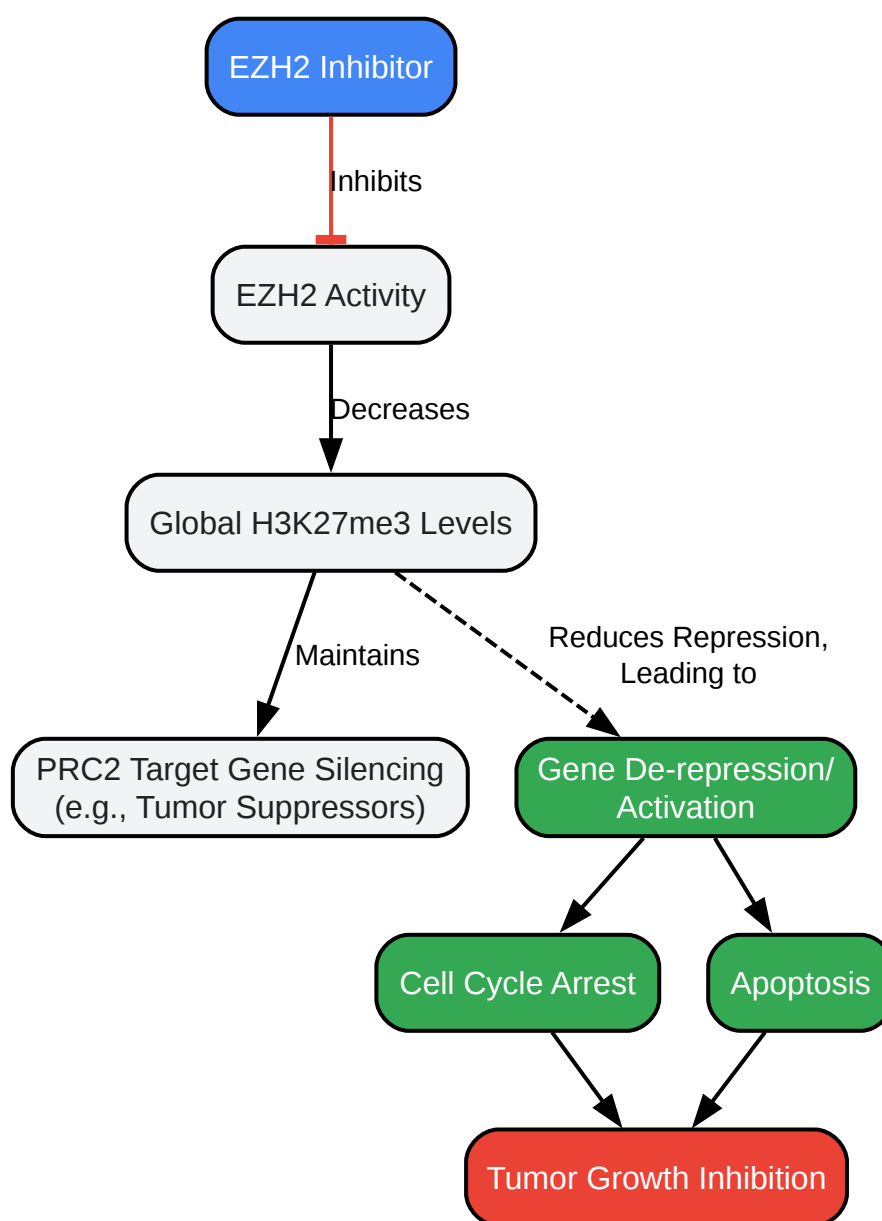 EZH2 Inhibitor
Inhibits
EZH2 Activity
Decreases
Global H3K27me3 Levels
Maintains
Reduces Repression,
Leading to
PRC2 Target Gene Silencing
(e.g., Tumor Suppressors)
Gene De-repression/
Activation
Cell Cycle Arrest
Apoptosis
Tumor Growth Inhibition